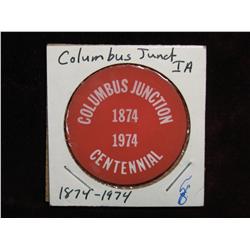 Columbus Junct
IA
COLUMBUS JUNCTION
1874
1974
CENTENNIAL
1874-1974